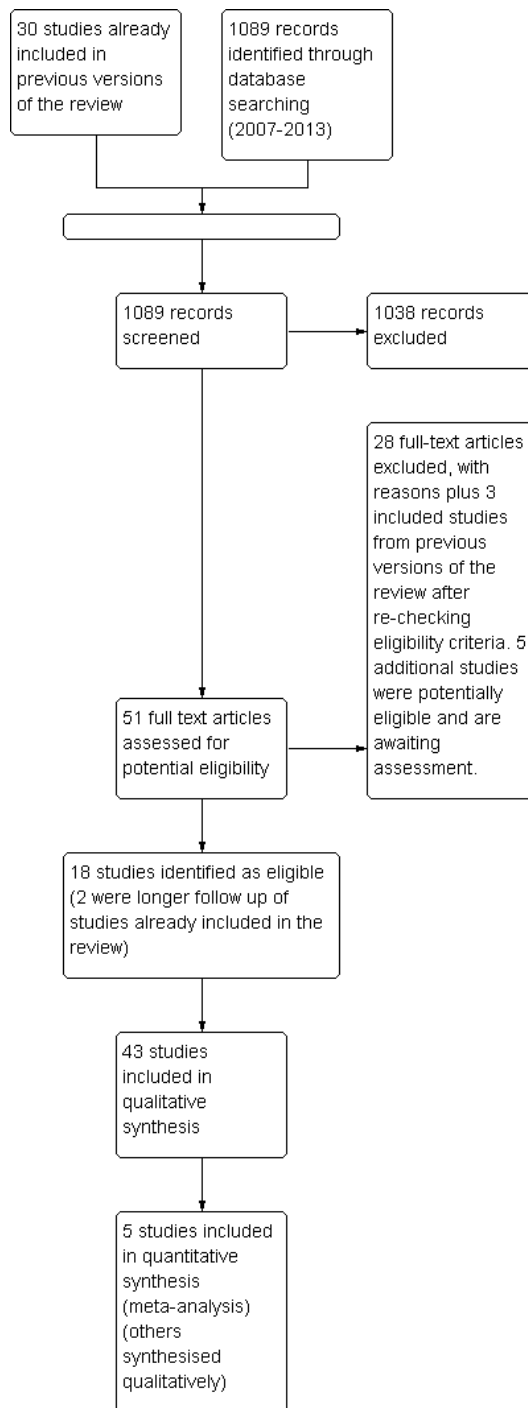 30 studies already
included in
previous versions
of the review
1089 records
identified through
database
searching
(2007-2013)
1089 records
screened
1038 records
excluded
28 full-text articles
excluded, with
reasons plus 3
included studies
from previous
versions of the
review after
re-checking
eligibility criteria. 5
additional studies
were potentially
eligible and are
awaiting
assessment.
51 full text articles
assessed for
potential eligibility
18 studies identified as eligible
(2 were longer follow up of
studies already included in the
review)
43 studies
included in
qualitative
synthesis
5 studies included
in quantitative
synthesis
(meta-analysis)
(others
synthesised
qualitatively)